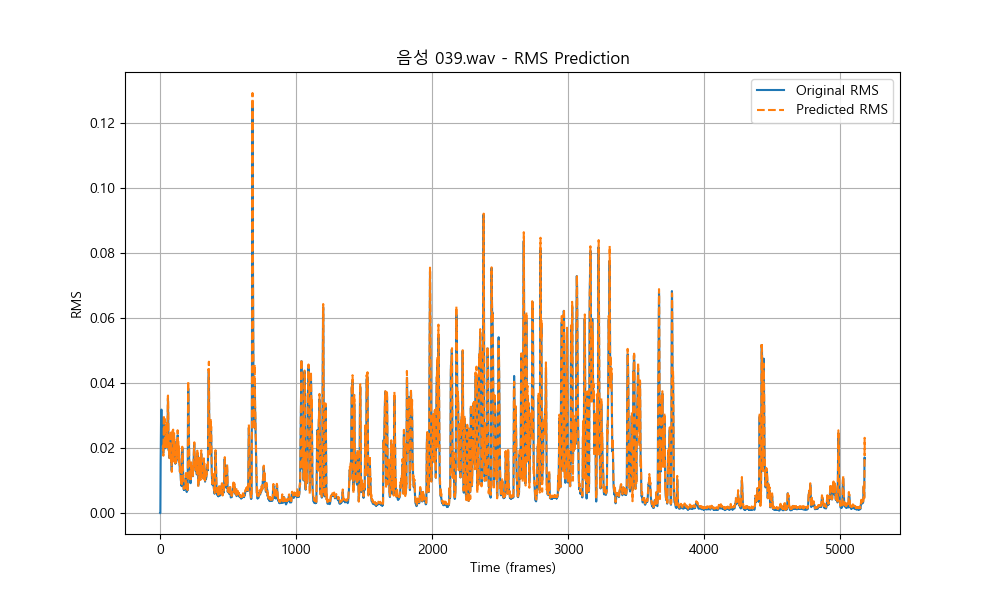 음성 039.wav - RMS Prediction
Original RMS
Predicted RMS
RMS
0.12
0.10
0.08
0.06
0.04
0.02
0.00
0 1000 2000 3000 4000 5000
Time (frames)